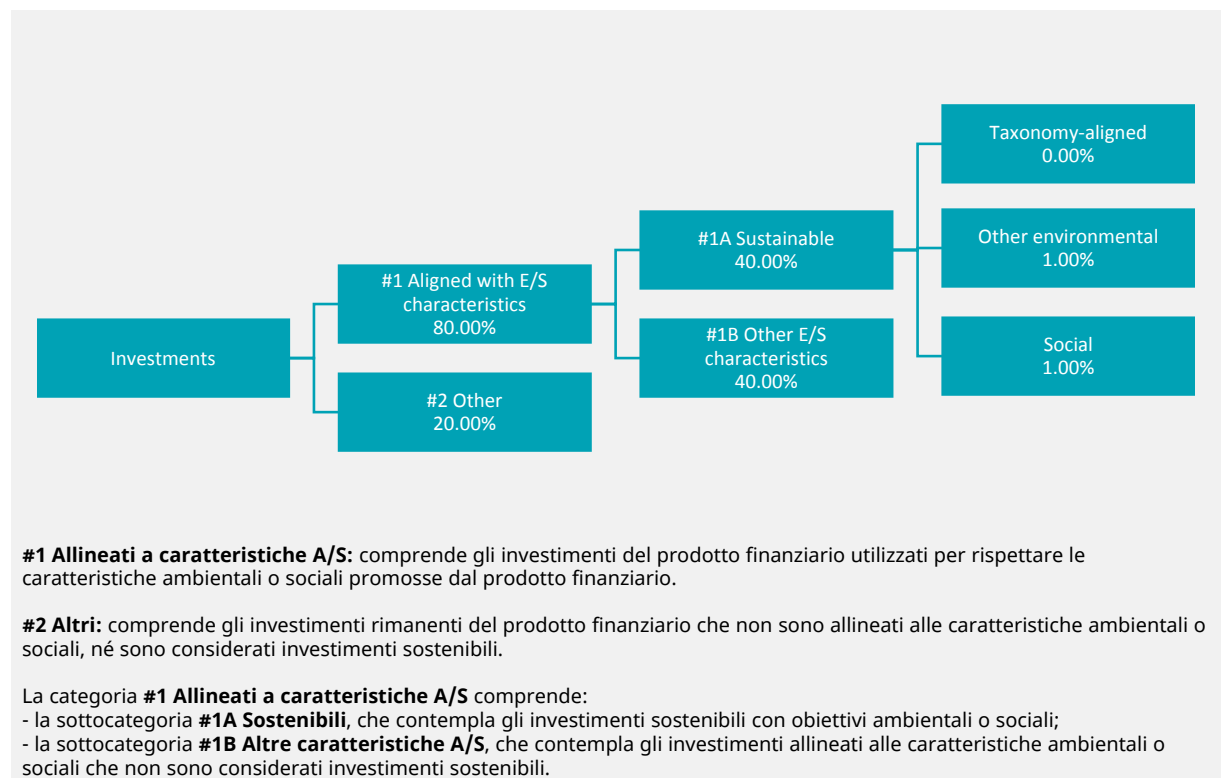 Investments
#1 Aligned with E/S
characteristics
80.00%
#2 Other
20.00%
#1A Sustainable
40.00%
#1B Other E/S
characteristics
40.00%
Taxonomy-aligned
0.00%
Other environmental
1.00%
Social
1.00%
#1 Allineati a caratteristiche A/S: comprende gli investimenti del prodotto finanziario utilizzati per rispettare le
caratteristiche ambientali o sociali promosse dal prodotto finanziario.
#2 Altri: comprende gli investimenti rimanenti del prodotto finanziario che non sono allineati alle caratteristiche ambientali o
sociali, né sono considerati investimenti sostenibili.
La categoria #1 Allineati a caratteristiche A/S comprende:
- la sottocategoria #1A Sostenibili, che contempla gli investimenti sostenibili con obiettivi ambientali o sociali;
- la sottocategoria #1B Altre caratteristiche A/S, che contempla gli investimenti allineati alle caratteristiche ambientali o
sociali che non sono considerati investimenti sostenibili.